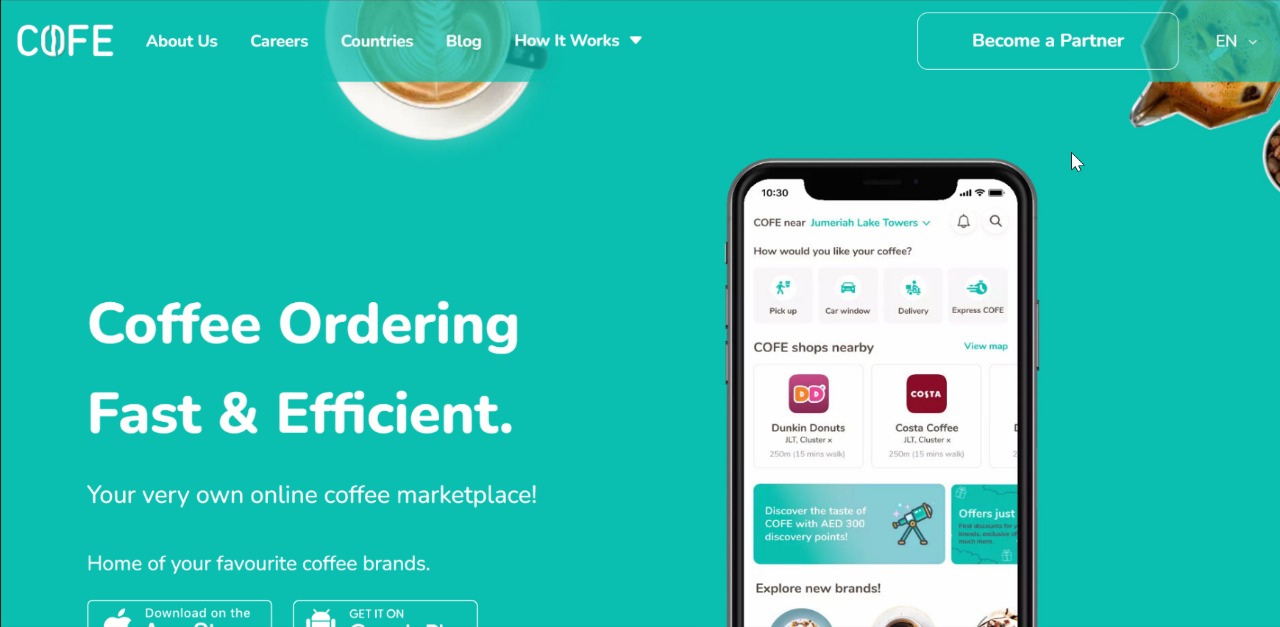 COFE
About Us
Careers
Countries
Blog
How It Works
Become a Partner
EN
Coffee Ordering
Fast & Efficient.
Your very own online coffee marketplace!
Home of your favourite coffee brands.
Download on the
GET IT ON
10:30
COFE near Jumeriah Lake Towers
How would you like your coffee?
Pick up
Car window
Delivery
Express COFE
COFE shops nearby
View map
DD
Dunkin Donuts
JLT, Cluster x
250m (15 mins walk)
COSTA
Costa Coffee
JLT, Cluster x
250m (15 mins walk)
Discover the taste of
COFE with AED 300
discovery points!
Offers just
Find discounts for
brands, exclusive
much more.
Explore new brands!